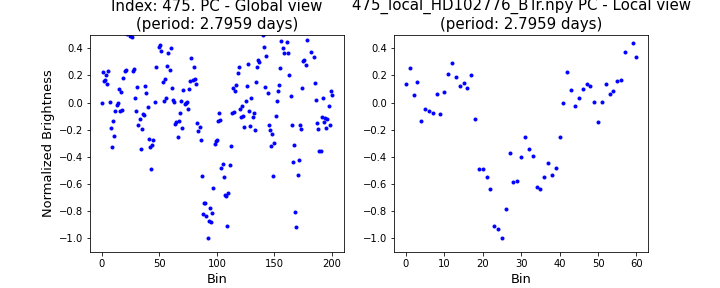 Index: 475. PC - Global view
(period: 2.7959 days)
475_local_HD102776_BTfr.npy PC - Local view
(period: 2.7959 days)
Normalized Brightness
0.4
0.2
0.0
−0.2
−0.4
−0.6
−0.8
−1.0
0 50 100 150 200
Bin
0.4
0.2
0.0
−0.2
−0.4
−0.6
−0.8
−1.0
0 10 20 30 40 50 60
Bin